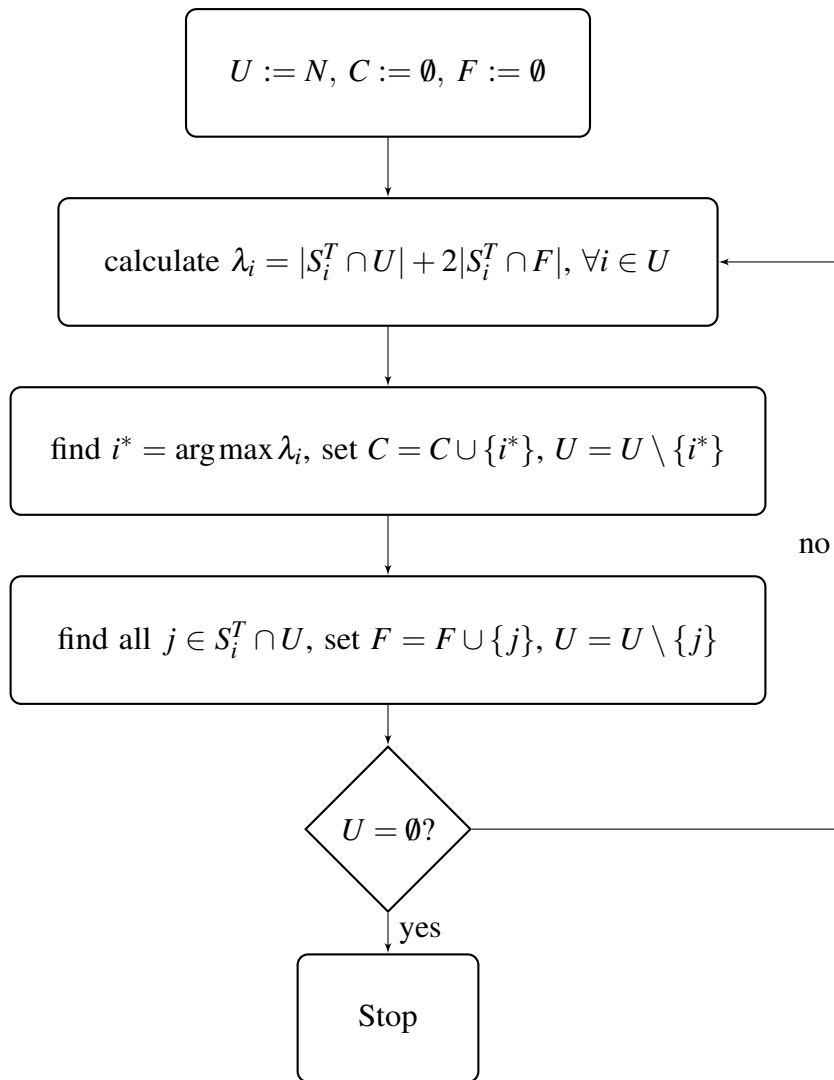 U := N, C := ∅, F := ∅
calculate λ_i = |S_i^T ∩ U| + 2|S_i^T ∩ F|, ∀i ∈ U
find i* = arg max λ_i, set C = C ∪ {i*}, U = U \ {i*}
no
find all j ∈ S_i^T ∩ U, set F = F ∪ {j}, U = U \ {j}
U = ∅?
yes
Stop